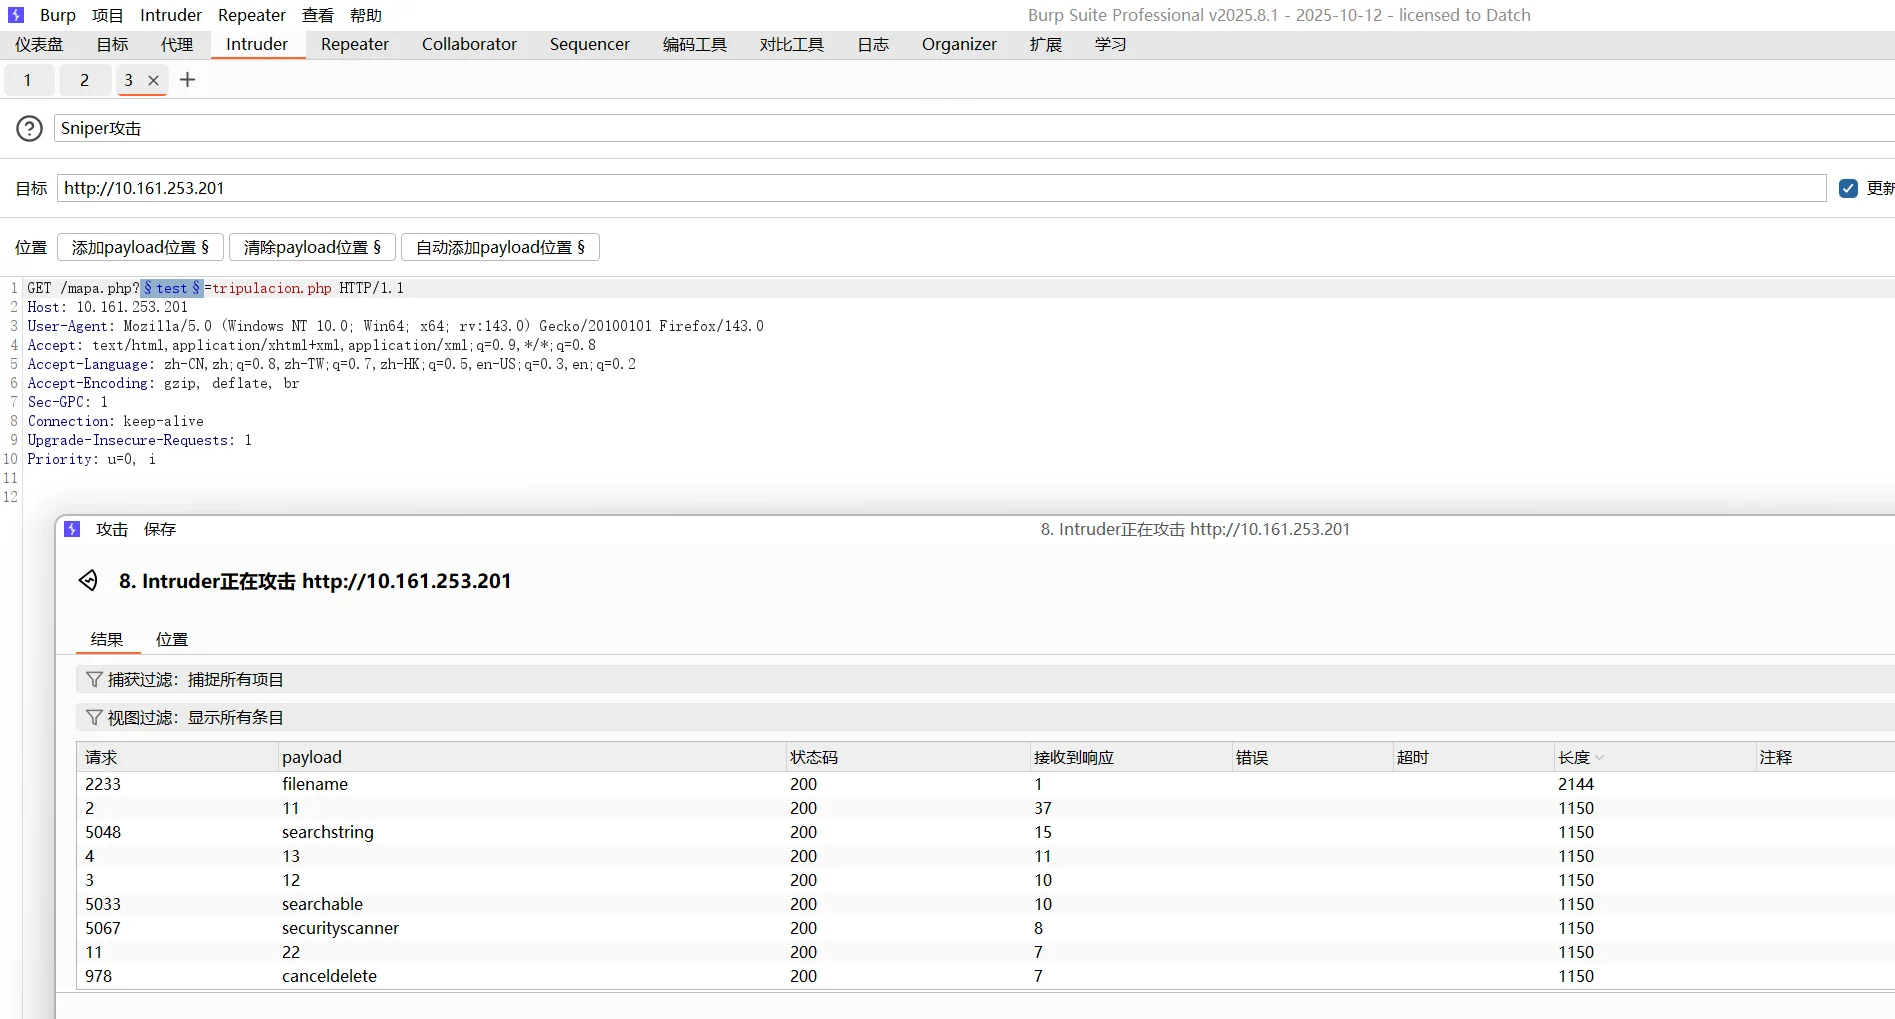 Burp 项目 Intruder Repeater 查看 帮助 Burp Suite Professional v2025.8.1 - 2025-10-12 - licensed to Datch
仪表盘 目标 代理 Intruder Repeater Collaborator Sequencer 编码工具 对比工具 日志 Organizer 扩展 学习
1 2 3 × +
? Sniper攻击
目标 http://10.161.253.201 更新
位置 添加payload位置 § 清除payload位置 § 自动添加payload位置 §
1 GET /mapa.php?§test§=tripulacion.php HTTP/1.1
2 Host: 10.161.253.201
3 User-Agent: Mozilla/5.0 (Windows NT 10.0; Win64; x64; rv:143.0) Gecko/20100101 Firefox/143.0
4 Accept: text/html,application/xhtml+xml,application/xml;q=0.9,*/*;q=0.8
5 Accept-Language: zh-CN,zh;q=0.8,zh-TW;q=0.7,zh-HK;q=0.5,en-US;q=0.3,en;q=0.2
6 Accept-Encoding: gzip, deflate, br
7 Sec-GPC: 1
8 Connection: keep-alive
9 Upgrade-Insecure-Requests: 1
10 Priority: u=0, i
11
12
攻击 保存 8. Intruder正在攻击 http://10.161.253.201
8. Intruder正在攻击 http://10.161.253.201
结果 位置
捕获过滤：捕捉所有项目
视图过滤：显示所有条目
请求 payload 状态码 接收到响应 错误 超时 长度 注释
2233 filename 200 1 2144
2 11 200 37 1150
5048 searchstring 200 15 1150
4 13 200 11 1150
3 12 200 10 1150
5033 searchable 200 10 1150
5067 securityscanner 200 8 1150
11 22 200 7 1150
978 canceldelete 200 7 1150